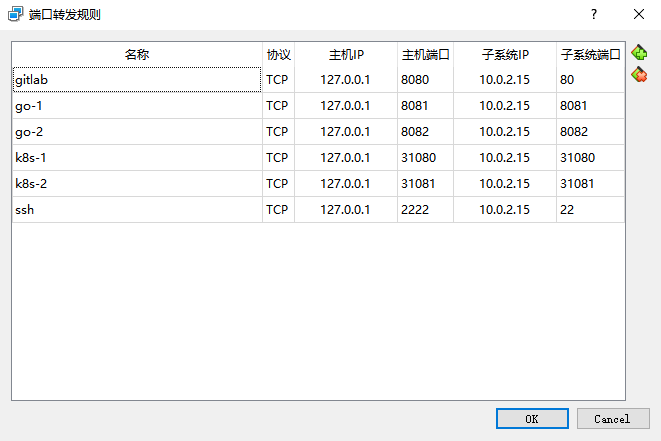 端口转发规则
名称 协议 主机IP 主机端口 子系统IP 子系统端口
gitlab TCP 127.0.0.1 8080 10.0.2.15 80
go-1 TCP 127.0.0.1 8081 10.0.2.15 8081
go-2 TCP 127.0.0.1 8082 10.0.2.15 8082
k8s-1 TCP 127.0.0.1 31080 10.0.2.15 31080
k8s-2 TCP 127.0.0.1 31081 10.0.2.15 31081
ssh TCP 127.0.0.1 2222 10.0.2.15 22
OK Cancel